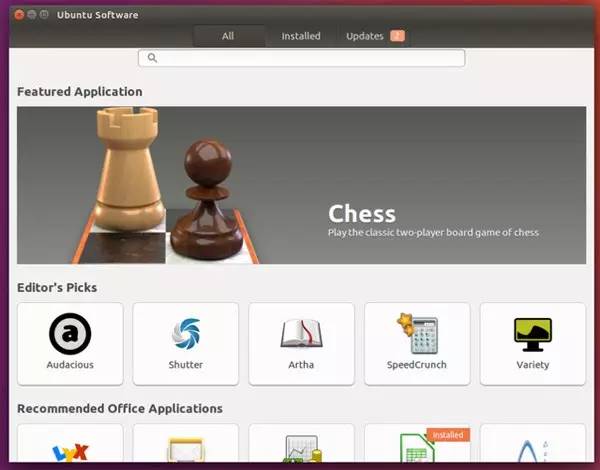 Ubuntu Software
All
Installed
Updates 2
Featured Application
Chess
Play the classic two-player board game of chess
Editor's Picks
a
Audacious
Shutter
Artha
SpeedCrunch
Variety
Recommended Office Applications
LyX
Installed